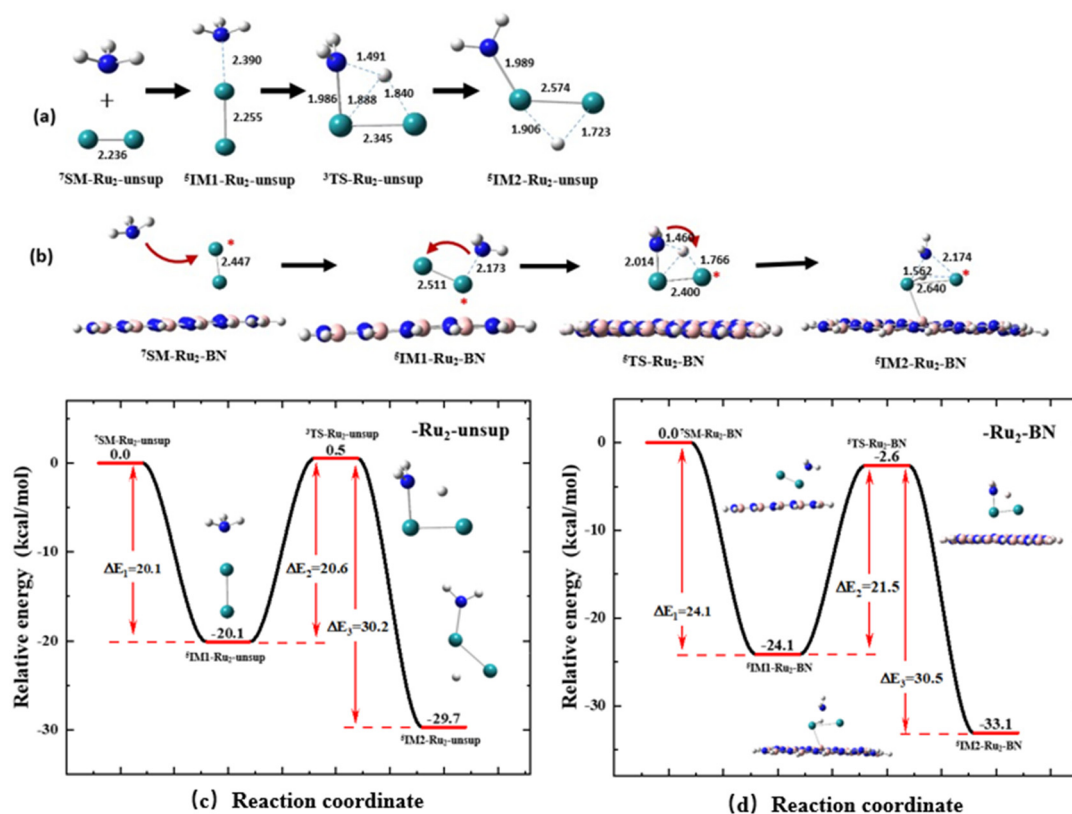 2.390
1.491
1.989
2.574
1.986
1.888
1.840
(a)
+
2.255
2.345
1.906
1.723
2.236
⁷SM-Ru₂-unsup
⁵IM1-Ru₂-unsup
³TS-Ru₂-unsup
⁵IM2-Ru₂-unsup
(b)
*
2.447
2.511
2.173
*
1.460
2.014
1.766
*
2.400
2.174
1.562
*
2.640
⁷SM-Ru₂-BN
⁵IM1-Ru₂-BN
⁵TS-Ru₂-BN
⁵IM2-Ru₂-BN
Relative energy (kcal/mol)
0
-10
-20
-30
⁷SM-Ru₂-unsup
0.0
³TS-Ru₂-unsup
0.5
-Ru₂-unsup
ΔE₁=20.1
ΔE₂=20.6
ΔE₃=30.2
-20.1
⁵IM1-Ru₂-unsup
-29.7
⁵IM2-Ru₂-unsup
(c) Reaction coordinate
Relative energy (kcal/mol)
0
-10
-20
-30
0.0 ⁷SM-Ru₂-BN
⁵TS-Ru₂-BN
-2.6
-Ru₂-BN
ΔE₁=24.1
ΔE₂=21.5
ΔE₃=30.5
-24.1
⁵IM1-Ru₂-BN
-33.1
⁵IM2-Ru₂-BN
(d) Reaction coordinate